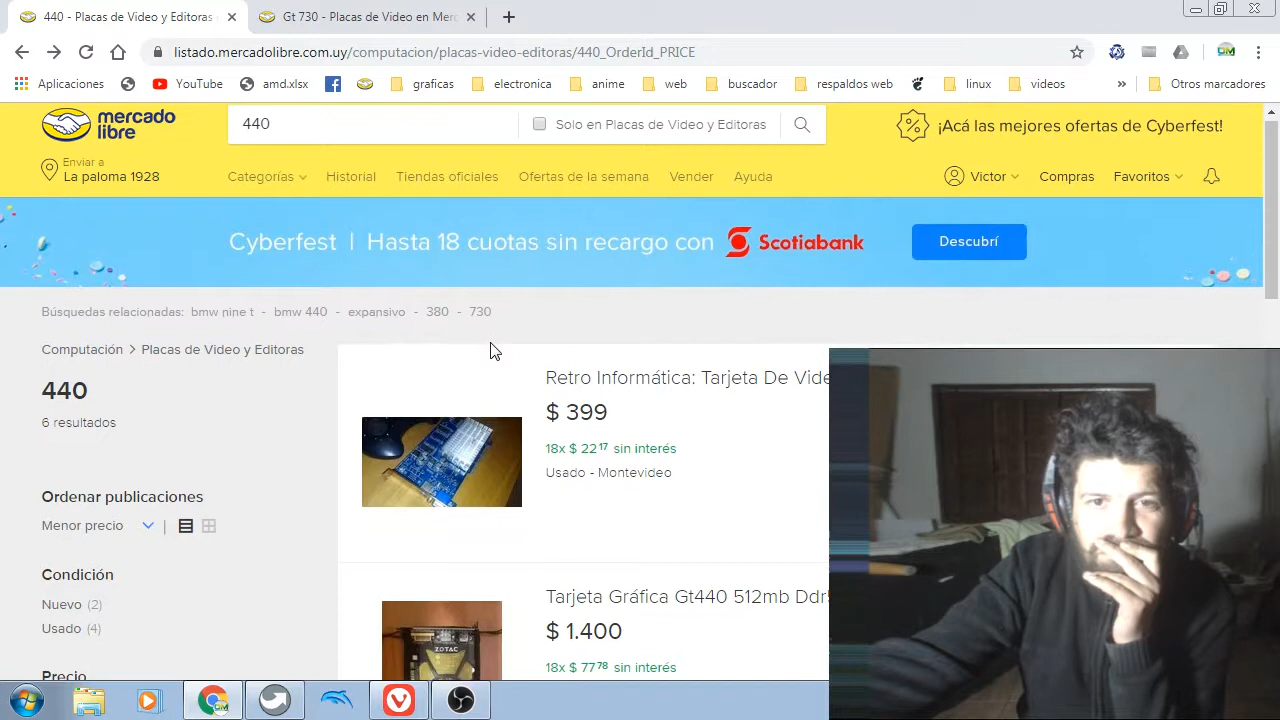 440 - Placas de Video y Editoras
Gt 730 - Placas de Video en Merc
listado.mercadolibre.com.uy/computacion/placas-video-editoras/440_OrderId_PRICE
Aplicaciones YouTube amd.xlsx graficas electronica anime web buscador respaldos web linux videos » Otros marcadores
mercado
libre
440
Solo en Placas de Video y Editoras
¡Acá las mejores ofertas de Cyberfest!
Enviar a
La paloma 1928
Categorías Historial Tiendas oficiales Ofertas de la semana Vender Ayuda
Victor Compras Favoritos
Cyberfest | Hasta 18 cuotas sin recargo con Scotiabank
Descubrí
Búsquedas relacionadas: bmw nine t - bmw 440 - expansivo - 380 - 730
Computación > Placas de Video y Editoras
440
6 resultados
Ordenar publicaciones
Menor precio
Condición
Nuevo (2)
Usado (4)
Precio
Retro Informática: Tarjeta De Vide
$ 399
18x $ 22 17 sin interés
Usado - Montevideo
Tarjeta Gráfica Gt440 512mb Ddr
$ 1.400
18x $ 77 78 sin interés
ZOTAC